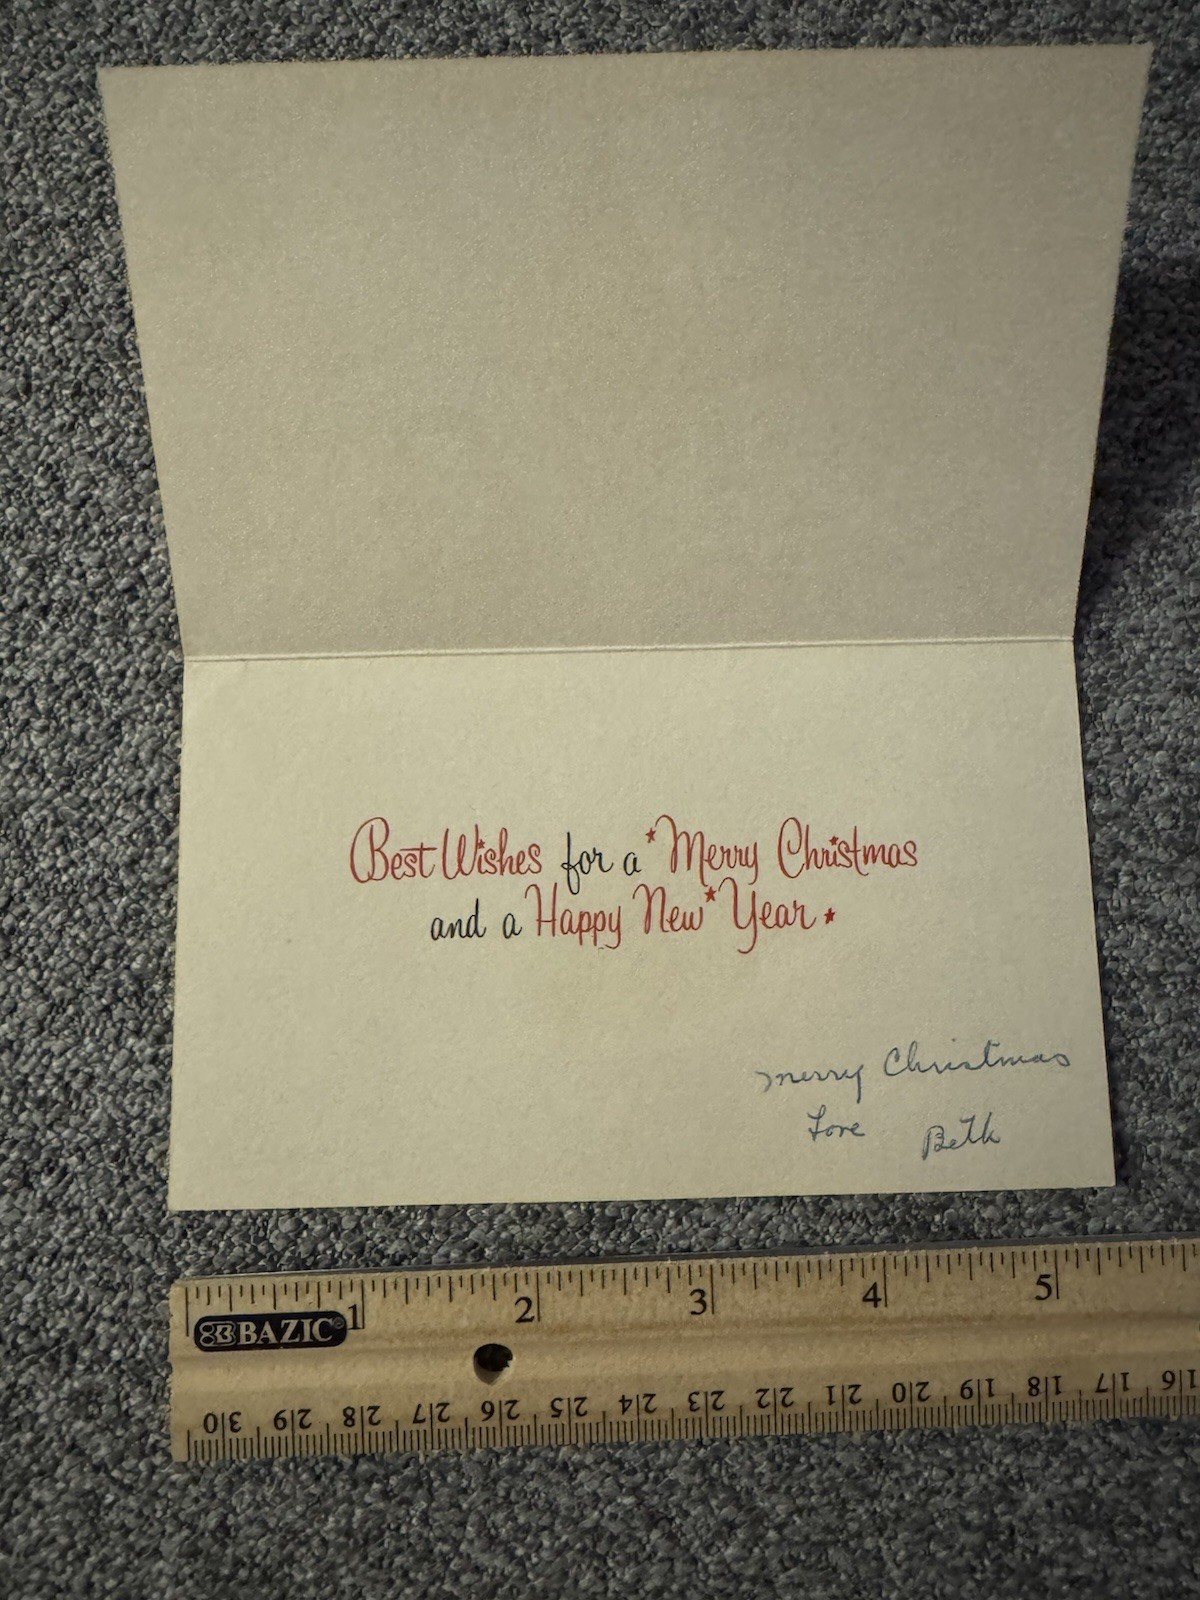 Best Wishes for a Merry Christmas
and a Happy New Year
Merry Christmas
Love Beth
1 2 3 4 5
BAZIC®
30 29 28 27 26 25 24 23 22 21 20 19 18 17 16